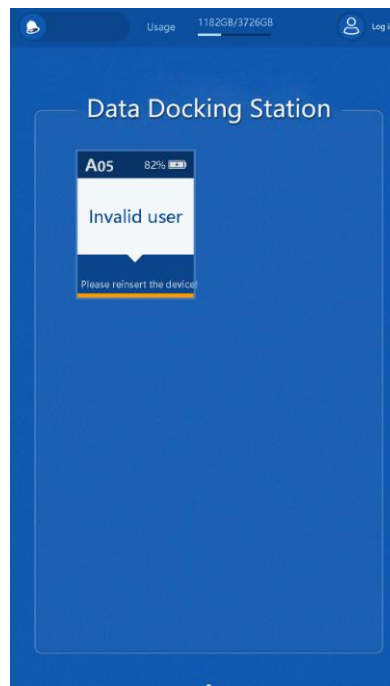 Usage 1182GB/3726GB
Data Docking Station
A05 82%
Invalid user
Please reinsert the device!